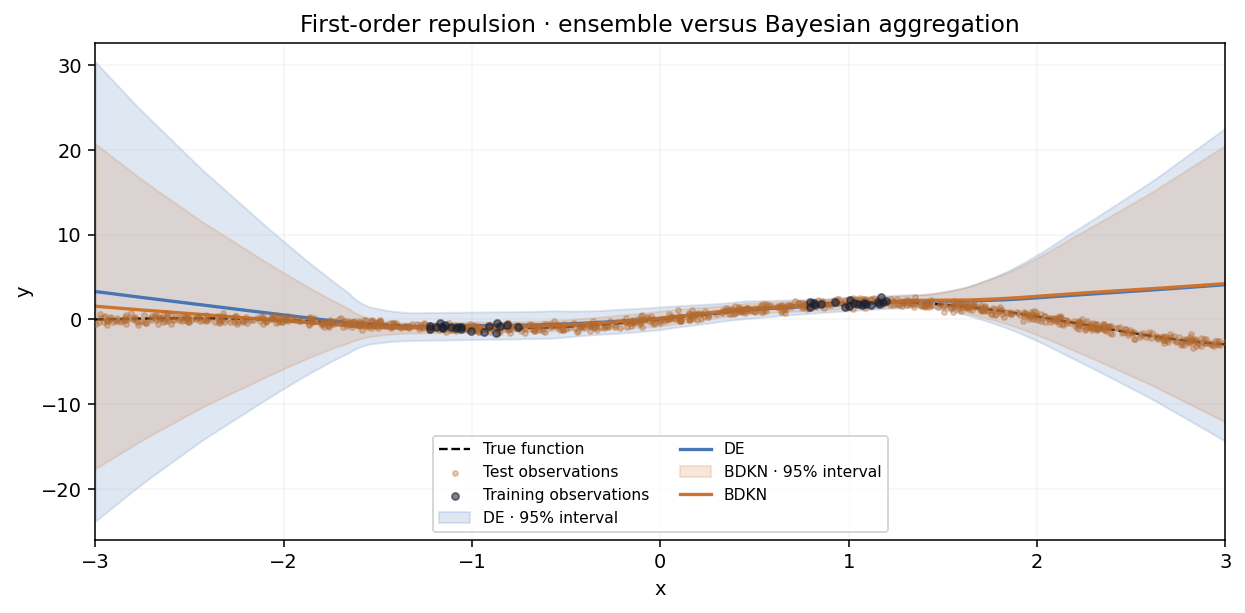 First-order repulsion · ensemble versus Bayesian aggregation
30
20
10
0
−10
−20
y
−3
−2
−1
0
1
2
3
x
True function
Test observations
Training observations
DE · 95% interval
DE
BDKN · 95% interval
BDKN